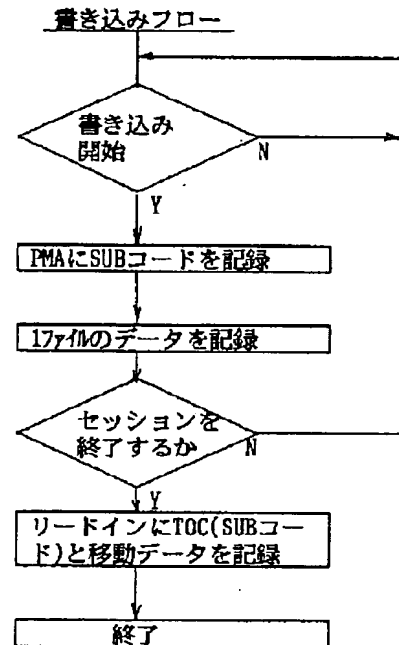 書き込みフロー
書き込み
開始
N
Y
PMAにSUBコードを記録
1ファイルのデータを記録
セッションを
終了するか
N
Y
リードインにTOC(SUBコー
ド)と移動データを記録
終了